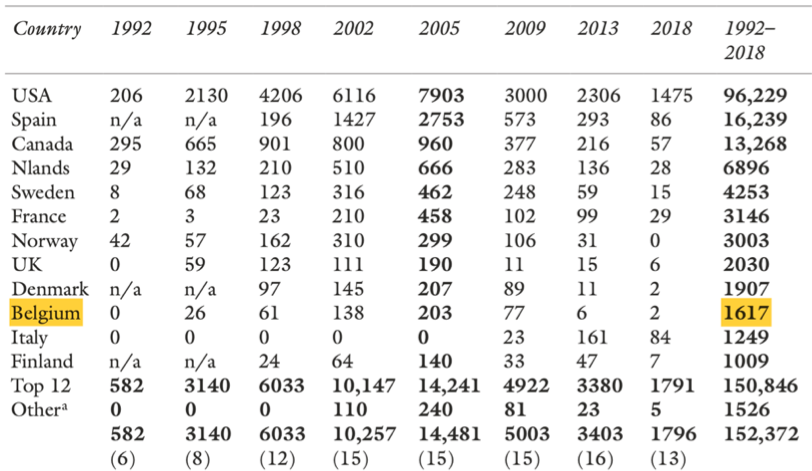 Country 1992 1995 1998 2002 2005 2009 2013 2018 1992–
2018
USA 206 2130 4206 6116 7903 3000 2306 1475 96,229
Spain n/a n/a 196 1427 2753 573 293 86 16,239
Canada 295 665 901 800 960 377 216 57 13,268
Nlands 29 132 210 510 666 283 136 28 6896
Sweden 8 68 123 316 462 248 59 15 4253
France 2 3 23 210 458 102 99 29 3146
Norway 42 57 162 310 299 106 31 0 3003
UK 0 59 123 111 190 11 15 6 2030
Denmark n/a n/a 97 145 207 89 11 2 1907
Belgium 0 26 61 138 203 77 6 2 1617
Italy 0 0 0 0 0 23 161 84 1249
Finland n/a n/a 24 64 140 33 47 7 1009
Top 12 582 3140 6033 10,147 14,241 4922 3380 1791 150,846
Otherᵃ 0 0 0 110 240 81 23 5 1526
582 3140 6033 10,257 14,481 5003 3403 1796 152,372
(6) (8) (12) (15) (15) (15) (16) (13)